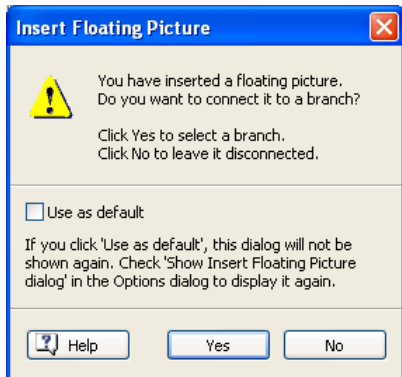 Insert Floating Picture
You have inserted a floating picture.
Do you want to connect it to a branch?
Click Yes to select a branch.
Click No to leave it disconnected.
Use as default
If you click 'Use as default', this dialog will not be
shown again. Check 'Show Insert Floating Picture
dialog' in the Options dialog to display it again.
Help Yes No